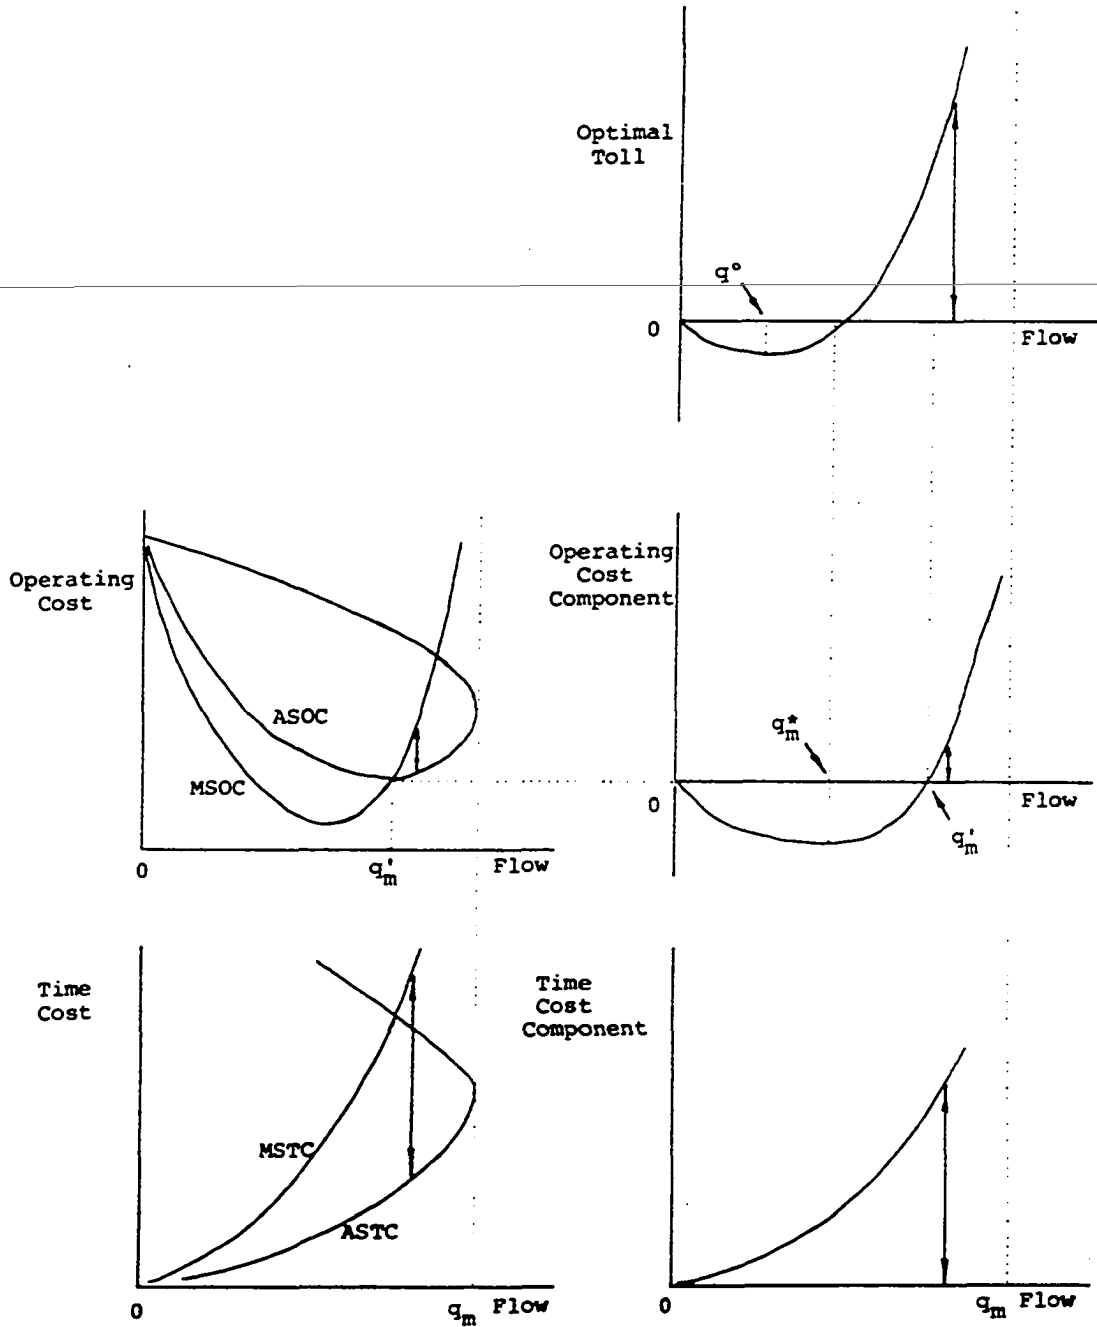 Optimal
Toll
q°
0
Flow
Operating
Cost
ASOC
MSOC
0
q'm
Flow
Operating
Cost
Component
q*m
0
Flow
q'm
Time
Cost
MSTC
ASTC
0
qm Flow
Time
Cost
Component
0
qm Flow